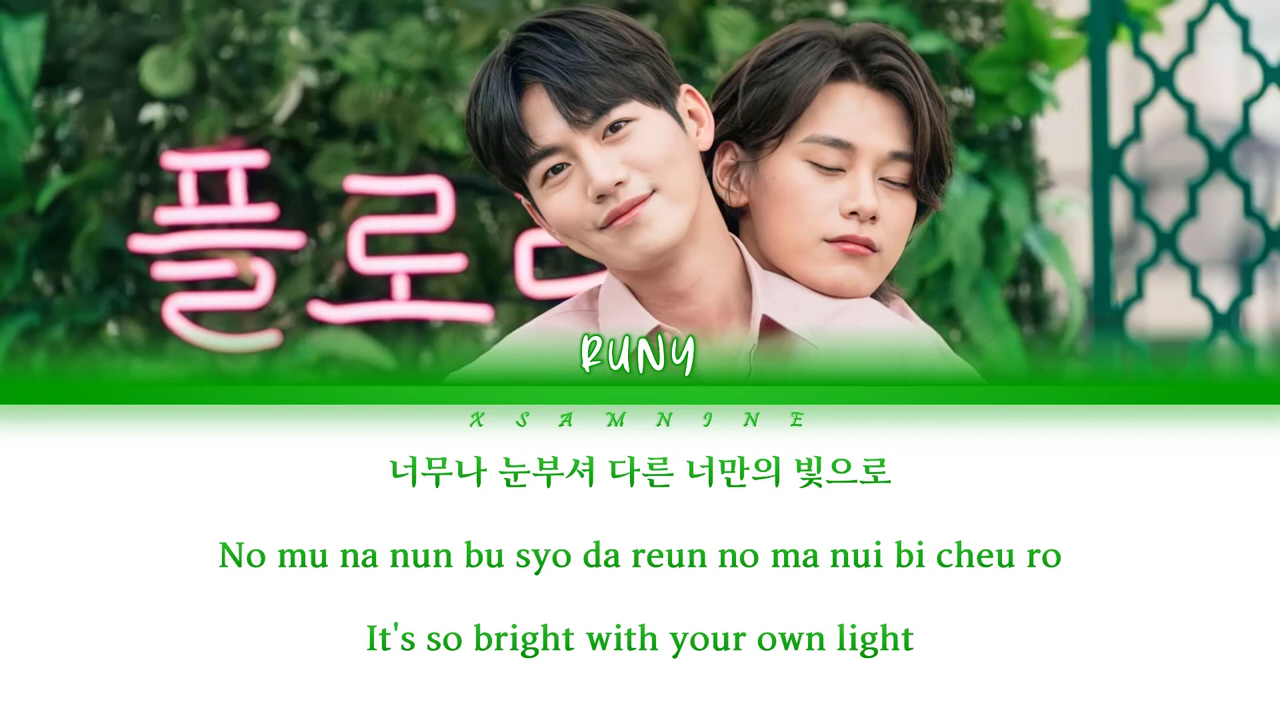 플로
RUNY
XSAMNINE
너무나 눈부셔 다른 너만의 빛으로
No mu na nun bu syo da reun no ma nui bi cheu ro
It's so bright with your own light